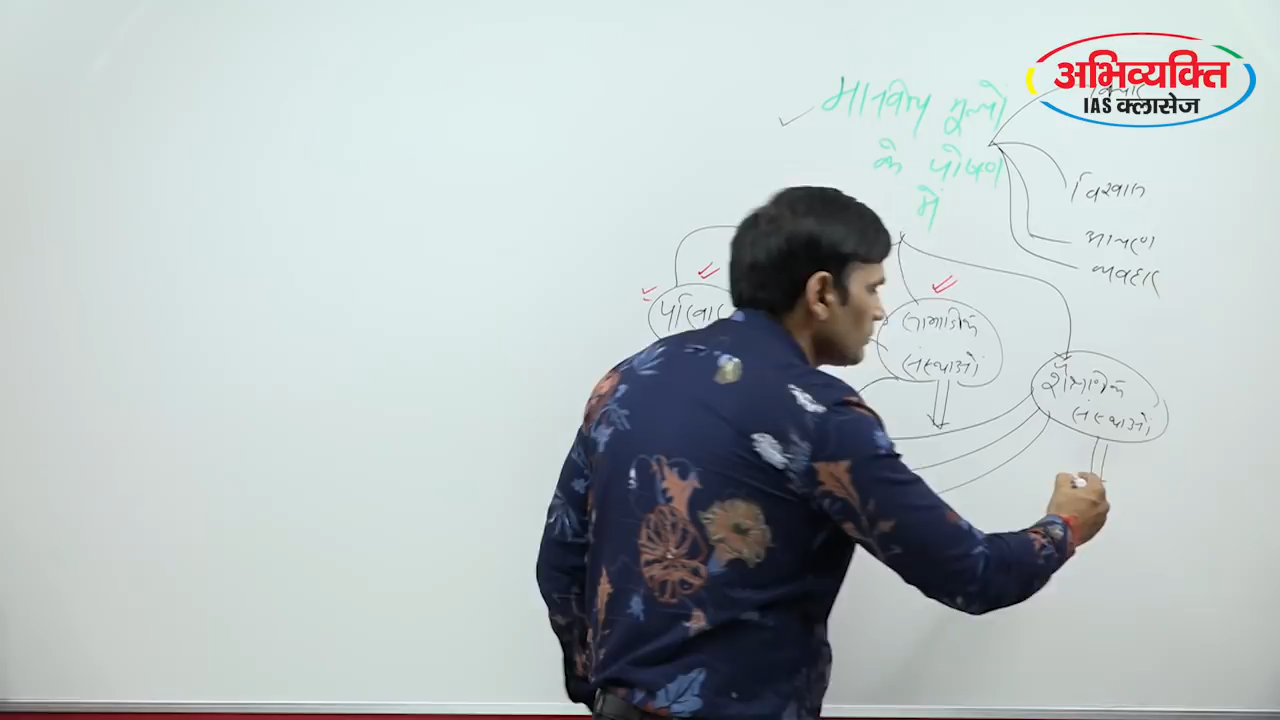 अभिव्यक्ति
IAS क्लासेज
मानवीय मूल्यों
के पोषण
में
विश्वास
आचरण
व्यवहार
परिवार
सामाजिक
संस्थाओं
शैक्षणिक
संस्थाओं